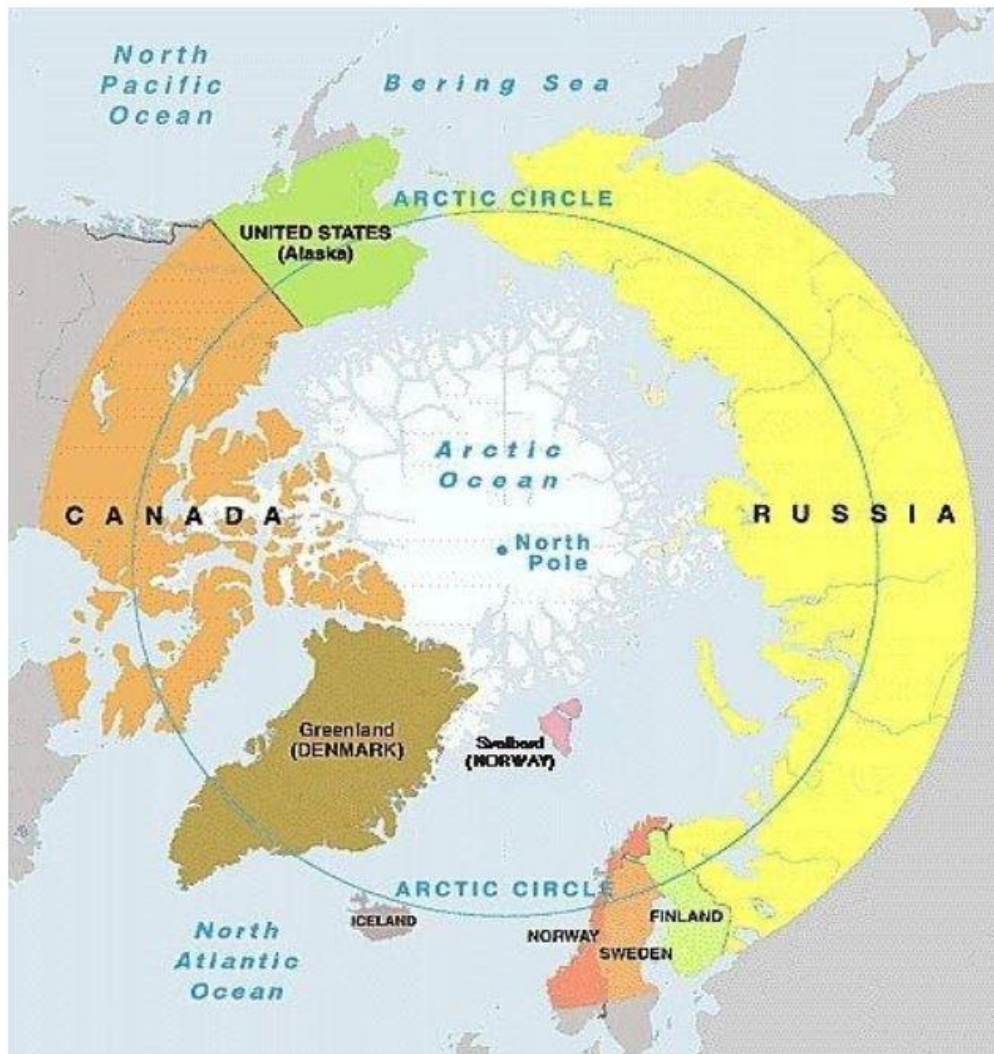 North
Pacific
Ocean
Bering Sea
ARCTIC CIRCLE
UNITED STATES
(Alaska)
Arctic
Ocean
CANADA
RUSSIA
North
Pole
Greenland
(DENMARK)
Svalbard
(NORWAY)
ARCTIC CIRCLE
ICELAND
FINLAND
NORWAY
SWEDEN
North
Atlantic
Ocean